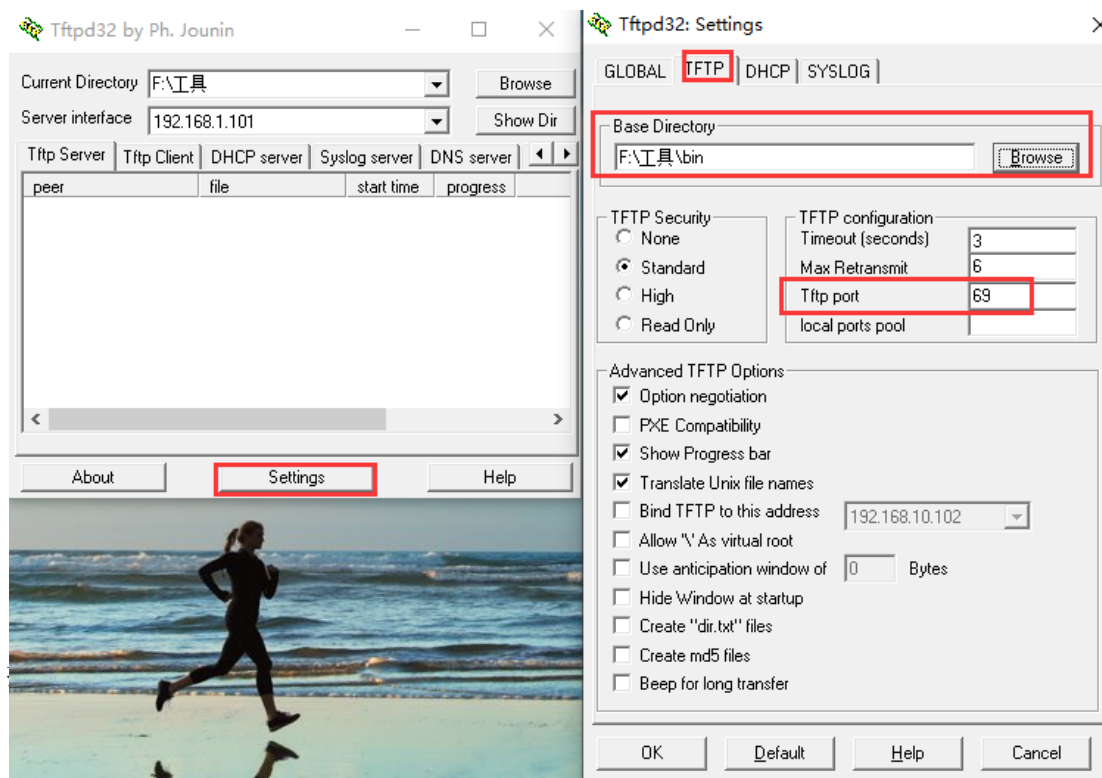 Tftpd32 by Ph. Jounin
Current Directory F:\工具 Browse
Server interface 192.168.1.101 Show Dir
Tftp Server Tftp Client DHCP server Syslog server DNS server
peer file start time progress
About Settings Help
Tftpd32: Settings
GLOBAL TFTP DHCP SYSLOG
Base Directory
F:\工具\bin Browse
TFTP Security
None
Standard
High
Read Only
TFTP configuration
Timeout (seconds) 3
Max Retransmit 6
Tftp port 69
local ports pool
Advanced TFTP Options
Option negotiation
PXE Compatibility
Show Progress bar
Translate Unix file names
Bind TFTP to this address 192.168.10.102
Allow '\' As virtual root
Use anticipation window of 0 Bytes
Hide Window at startup
Create "dir.txt" files
Create md5 files
Beep for long transfer
OK Default Help Cancel